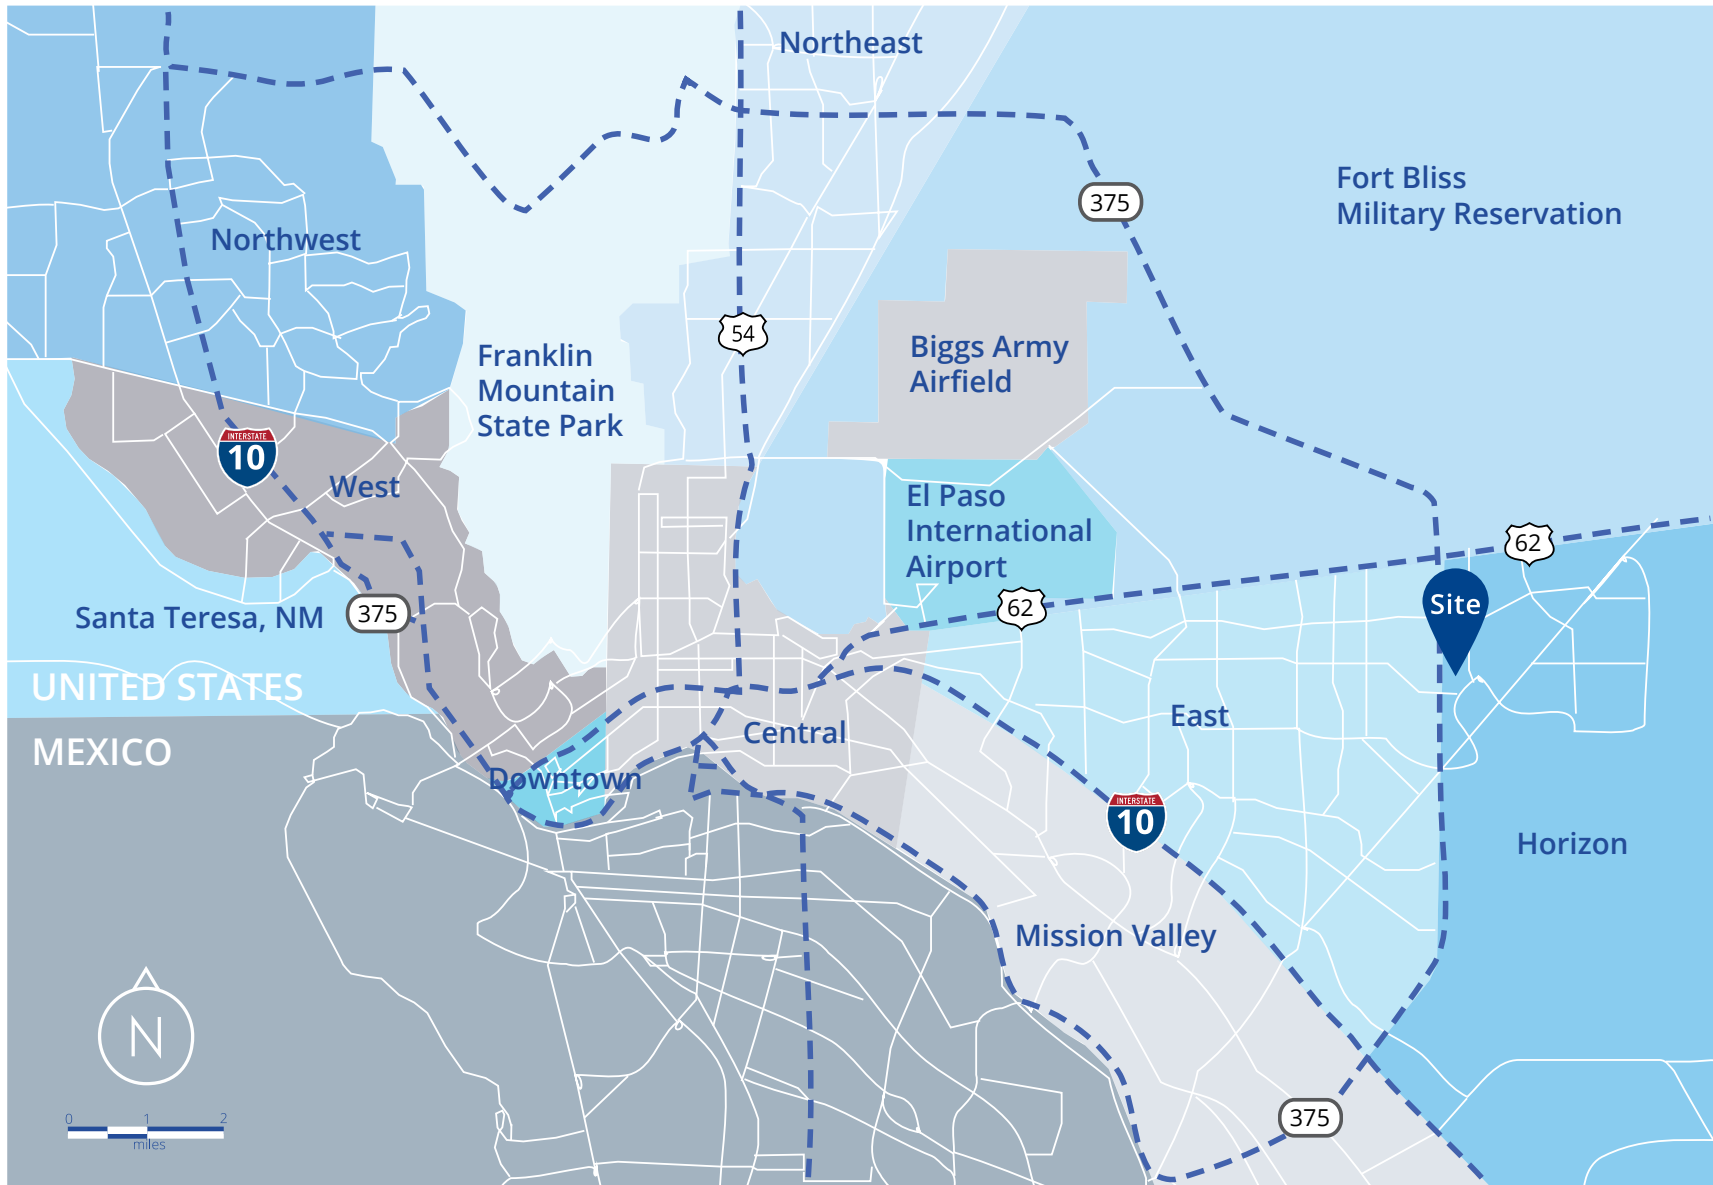 Northeast
Fort Bliss
Military Reservation
375
Northwest
54
Franklin
Mountain
State Park
Biggs Army
Airfield
INTERSTATE
10
West
El Paso
International
Airport
62
62
Site
Santa Teresa, NM
375
UNITED STATES
MEXICO
Central
East
Downtown
INTERSTATE
10
Horizon
Mission Valley
N
0 1 2
miles
375